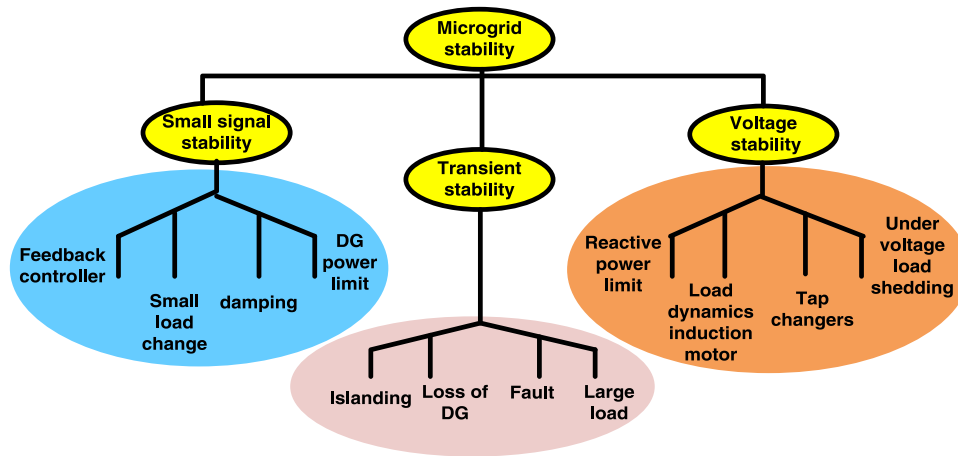 Microgrid
stability
Small signal
stability
Transient
stability
Voltage
stability
Feedback
controller
Small
load
change
damping
DG
power
limit
Islanding
Loss of
DG
Fault
Large
load
Reactive
power
limit
Load
dynamics
induction
motor
Tap
changers
Under
voltage
load
shedding